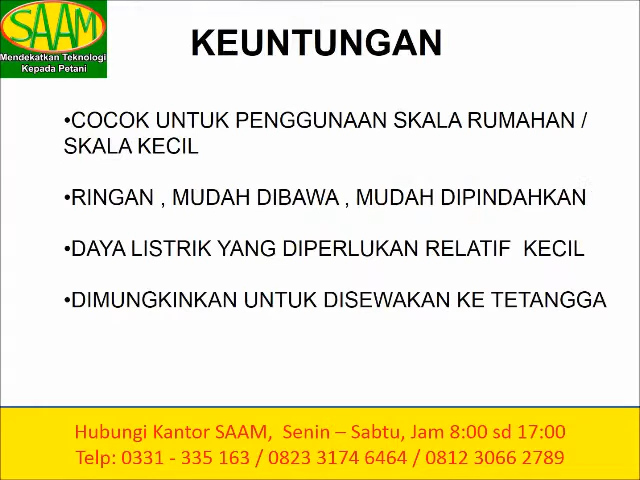 SAAM
Mendekatkan Teknologi
Kepada Petani
KEUNTUNGAN
•COCOK UNTUK PENGGUNAAN SKALA RUMAHAN /
SKALA KECIL
•RINGAN , MUDAH DIBAWA , MUDAH DIPINDAHKAN
•DAYA LISTRIK YANG DIPERLUKAN RELATIF KECIL
•DIMUNGKINKAN UNTUK DISEWAKAN KE TETANGGA
Hubungi Kantor SAAM, Senin – Sabtu, Jam 8:00 sd 17:00
Telp: 0331 - 335 163 / 0823 3174 6464 / 0812 3066 2789